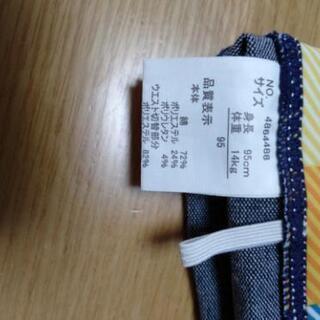 NO. 4864488
サイズ
身長 95cm
体重 14kg
95
品質表示
本体
綿 72%
ポリエステル 24%
ポリウレタン 4%
ウエスト切替部分
ポリエステル 82%